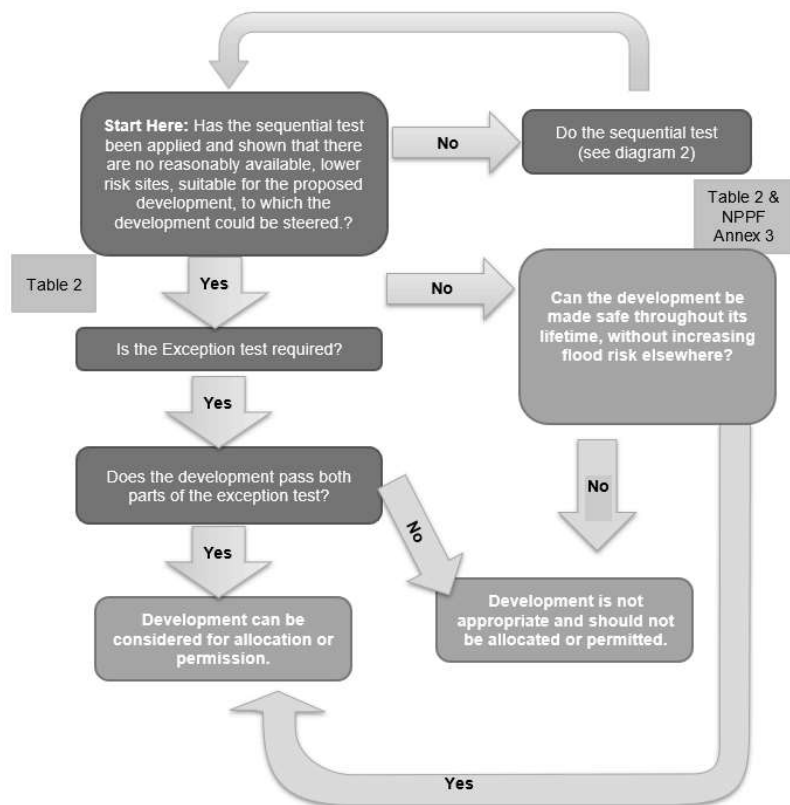 Start Here: Has the sequential test
been applied and shown that there
are no reasonably available, lower
risk sites, suitable for the proposed
development, to which the
development could be steered.?
No
Do the sequential test
(see diagram 2)
Table 2 &
NPPF
Annex 3
Table 2
Yes
No
Can the development be
made safe throughout its
lifetime, without increasing
flood risk elsewhere?
Is the Exception test required?
Yes
Does the development pass both
parts of the exception test?
No
No
Yes
Development can be
considered for allocation or
permission.
Development is not
appropriate and should not
be allocated or permitted.
Yes